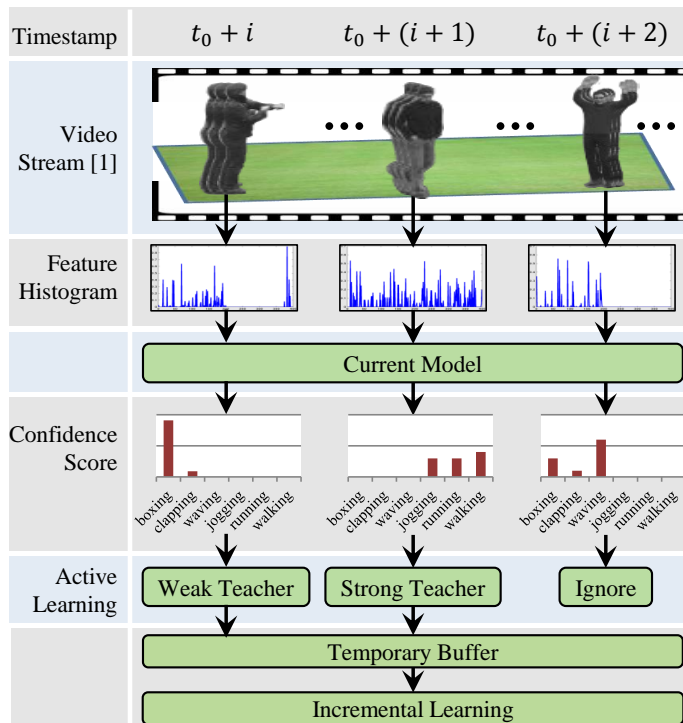 Timestamp
t₀ + i
t₀ + (i + 1)
t₀ + (i + 2)
Video
Stream [1]
Feature
Histogram
Current Model
Confidence
Score
boxing
clapping
waving
jogging
running
walking
boxing
clapping
waving
jogging
running
walking
boxing
clapping
waving
jogging
running
walking
Active
Learning
Weak Teacher
Strong Teacher
Ignore
Temporary Buffer
Incremental Learning